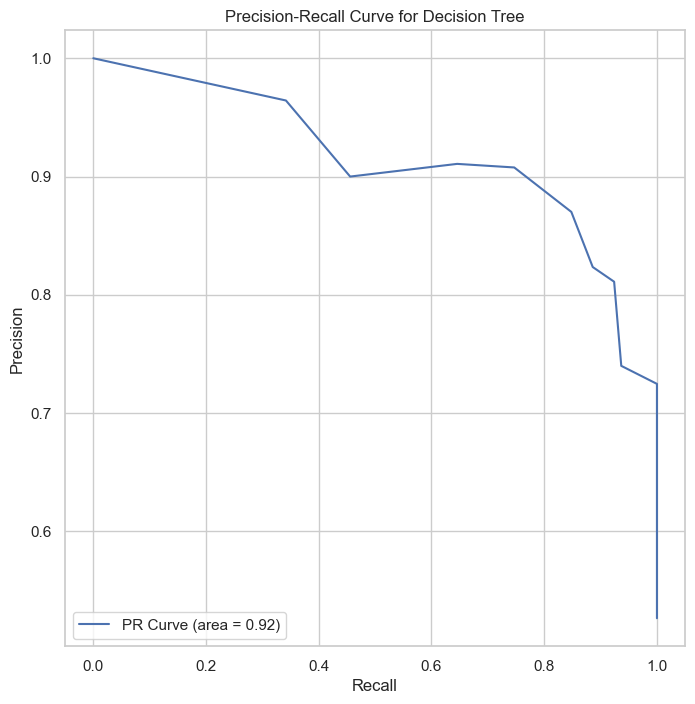 Precision-Recall Curve for Decision Tree
1.0
0.9
0.8
0.7
0.6
Precision
PR Curve (area = 0.92)
0.0 0.2 0.4 0.6 0.8 1.0
Recall